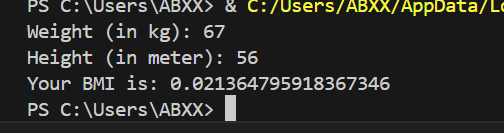 PS C:\Users\ABXX> & C:/Users/ABXX/AppData/Lo
Weight (in kg): 67
Height (in meter): 56
Your BMI is: 0.021364795918367346
PS C:\Users\ABXX>